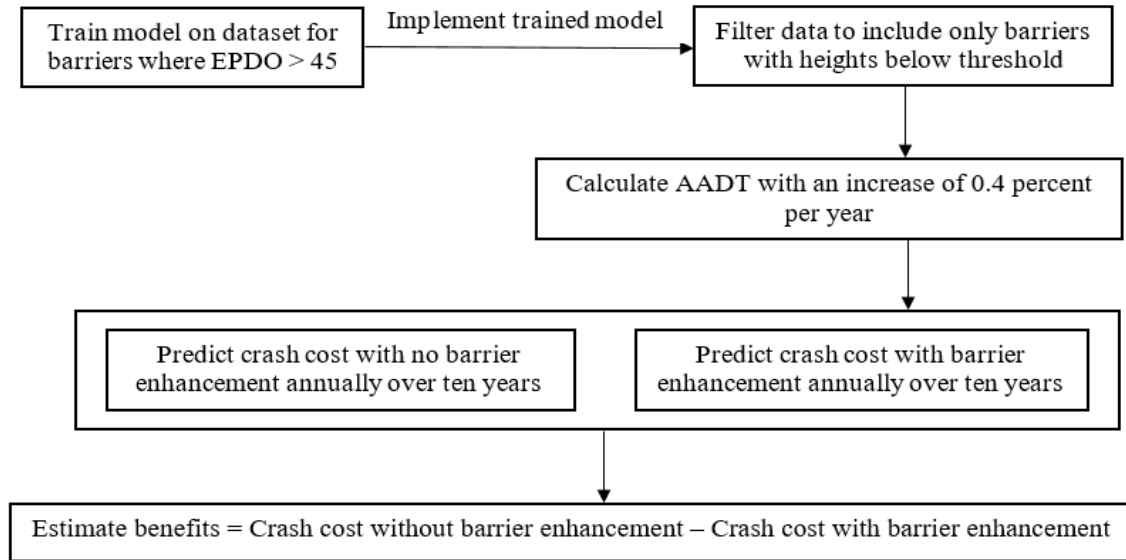 Train model on dataset for
barriers where EPDO > 45
Implement trained model
Filter data to include only barriers
with heights below threshold
Calculate AADT with an increase of 0.4 percent
per year
Predict crash cost with no barrier
enhancement annually over ten years
Predict crash cost with barrier
enhancement annually over ten years
Estimate benefits = Crash cost without barrier enhancement – Crash cost with barrier enhancement